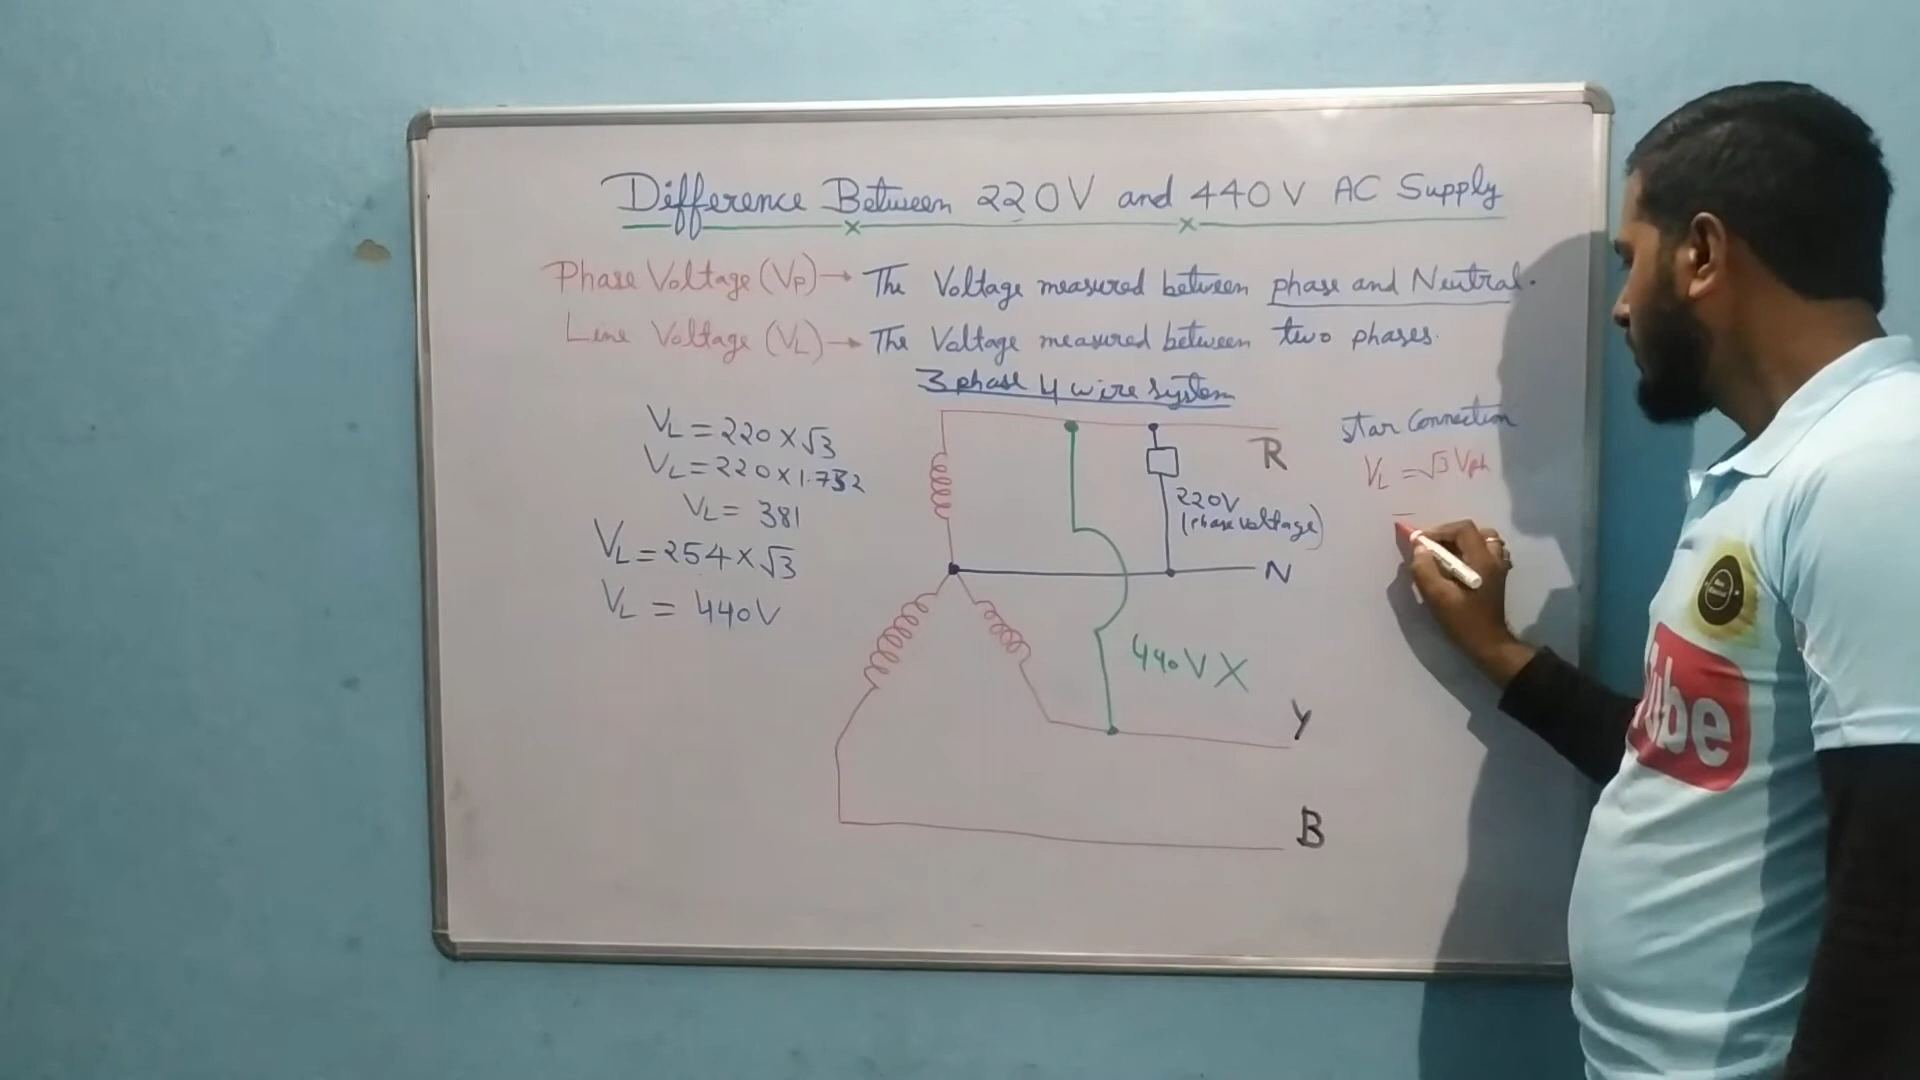 Difference Between 220V and 440V AC Supply
Phase Voltage (VP) → The Voltage measured between phase and Neutral.
Line Voltage (VL) → The Voltage measured between two phases.
3 phase 4 wire system
VL = 220 X √3
VL = 220 X 1.732
VL = 381
VL = 254 X √3
VL = 440V
R
220V
(phase voltage)
N
440V X
Y
B
Star Connection
VL = √3 Vph
Tube